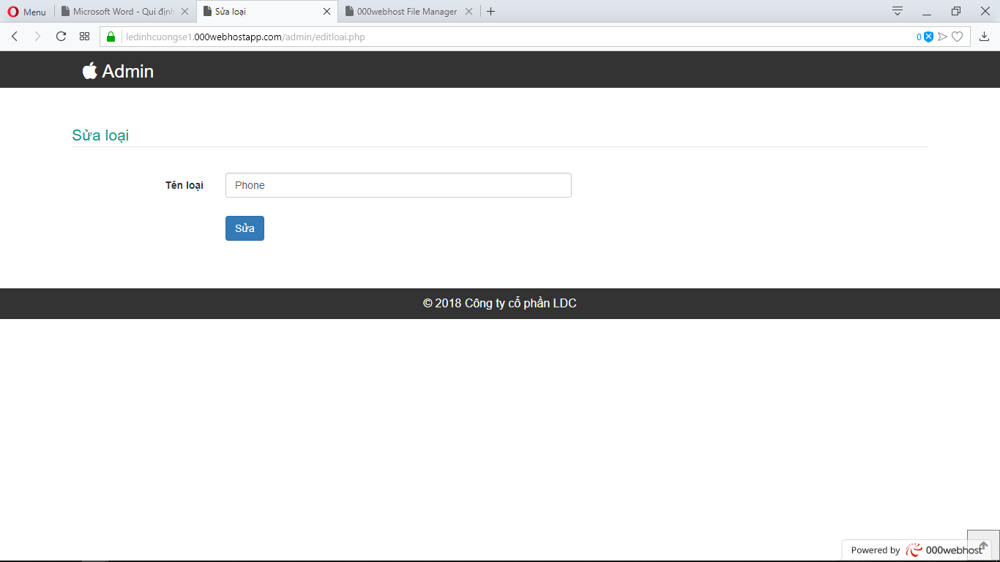 Menu
Microsoft Word - Qui định
Sửa loại
000webhost File Manager
ledinhcuongse1.000webhostapp.com/admin/editloai.php
0
Admin
Sửa loại
Tên loại
Phone
Sửa
© 2018 Công ty cổ phần LDC
Powered by 000webhost